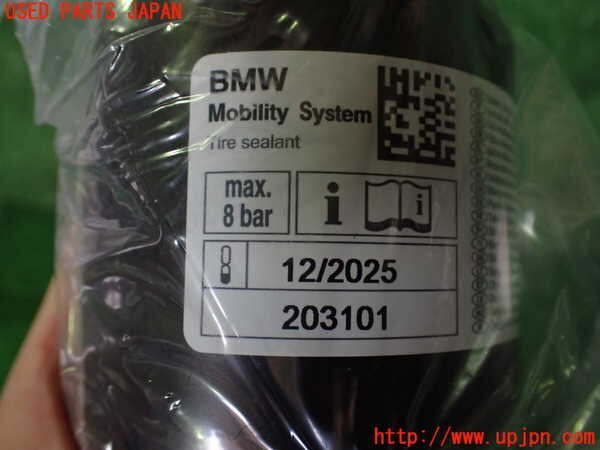 USED PARTS JAPAN
BMW
Mobility System
Tire sealant
max.
8 bar
i
i
12/2025
203101
http://www.upjpn.com